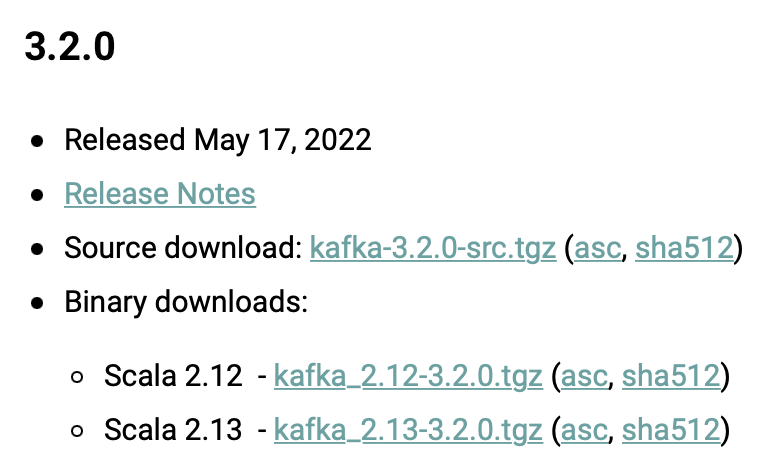 3.2.0
• Released May 17, 2022
• Release Notes
• Source download: kafka-3.2.0-src.tgz (asc, sha512)
• Binary downloads:
◦ Scala 2.12 - kafka_2.12-3.2.0.tgz (asc, sha512)
◦ Scala 2.13 - kafka_2.13-3.2.0.tgz (asc, sha512)